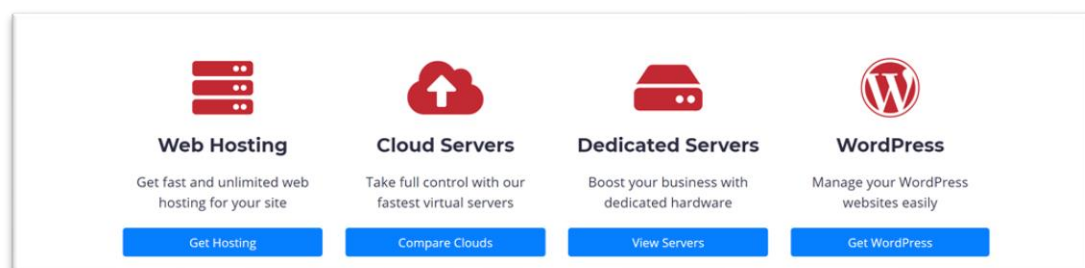 Web Hosting
Get fast and unlimited web
hosting for your site
Get Hosting
Cloud Servers
Take full control with our
fastest virtual servers
Compare Clouds
Dedicated Servers
Boost your business with
dedicated hardware
View Servers
WordPress
Manage your WordPress
websites easily
Get WordPress